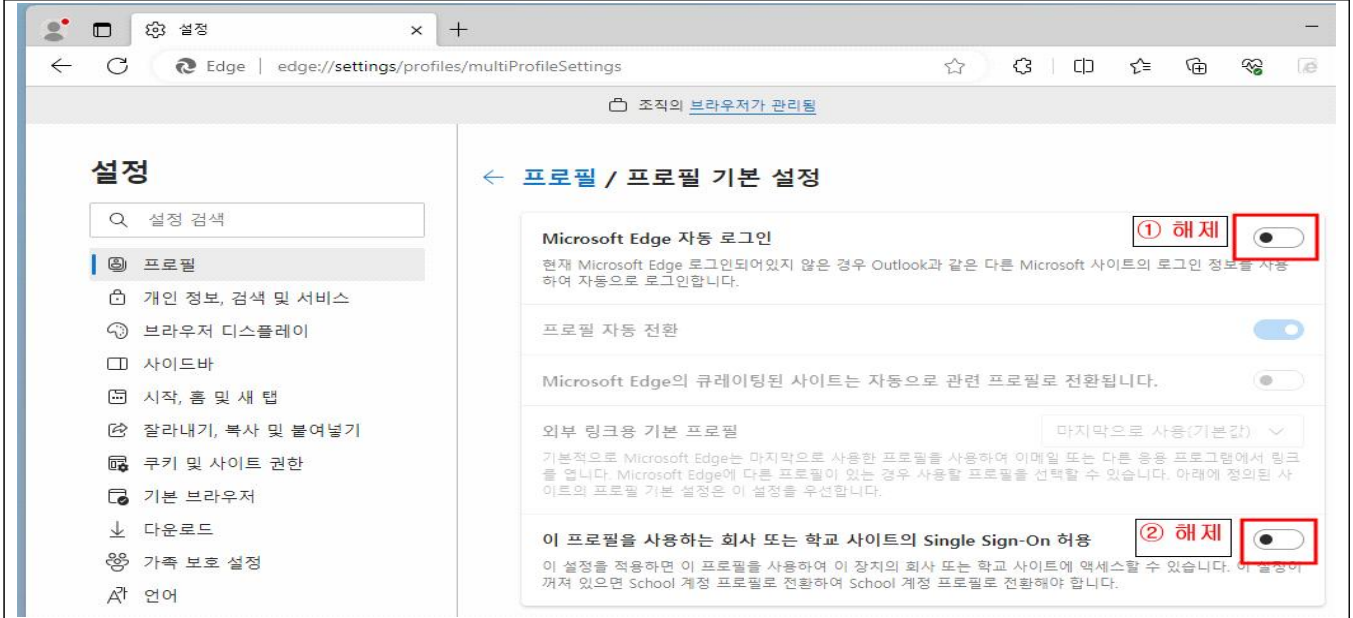 설정
Edge | edge://settings/profiles/multiProfileSettings
조직의 브라우저가 관리됨
설정
설정 검색
프로필
개인 정보, 검색 및 서비스
브라우저 디스플레이
사이드바
시작, 홈 및 새 탭
잘라내기, 복사 및 붙여넣기
쿠키 및 사이트 권한
기본 브라우저
다운로드
가족 보호 설정
언어
프로필 / 프로필 기본 설정
Microsoft Edge 자동 로그인
① 해제
현재 Microsoft Edge 로그인되어있지 않은 경우 Outlook과 같은 다른 Microsoft 사이트의 로그인 정보를 사용
하여 자동으로 로그인합니다.
프로필 자동 전환
Microsoft Edge의 큐레이팅된 사이트는 자동으로 관련 프로필로 전환됩니다.
외부 링크용 기본 프로필
마지막으로 사용(기본값)
기본적으로 Microsoft Edge는 마지막으로 사용한 프로필을 사용하여 이메일 또는 다른 응용 프로그램에서 링크
를 엽니다. Microsoft Edge에 다른 프로필이 있는 경우 사용할 프로필을 선택할 수 있습니다. 아래에 정의된 사
이트의 프로필 기본 설정은 이 설정을 우선합니다.
이 프로필을 사용하는 회사 또는 학교 사이트의 Single Sign-On 허용
② 해제
이 설정을 적용하면 이 프로필을 사용하여 이 장치의 회사 또는 학교 사이트에 액세스할 수 있습니다. 이 설정이
꺼져 있으면 School 계정 프로필로 전환하여 School 계정 프로필로 전환해야 합니다.